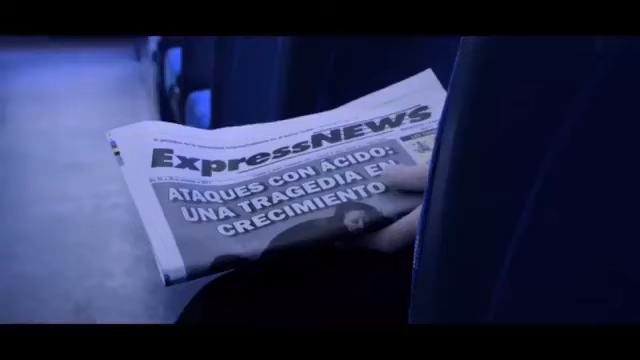 ExpressNEWS
ATAQUES CON ÁCIDO:
UNA TRAGEDIA EN
CRECIMIENTO